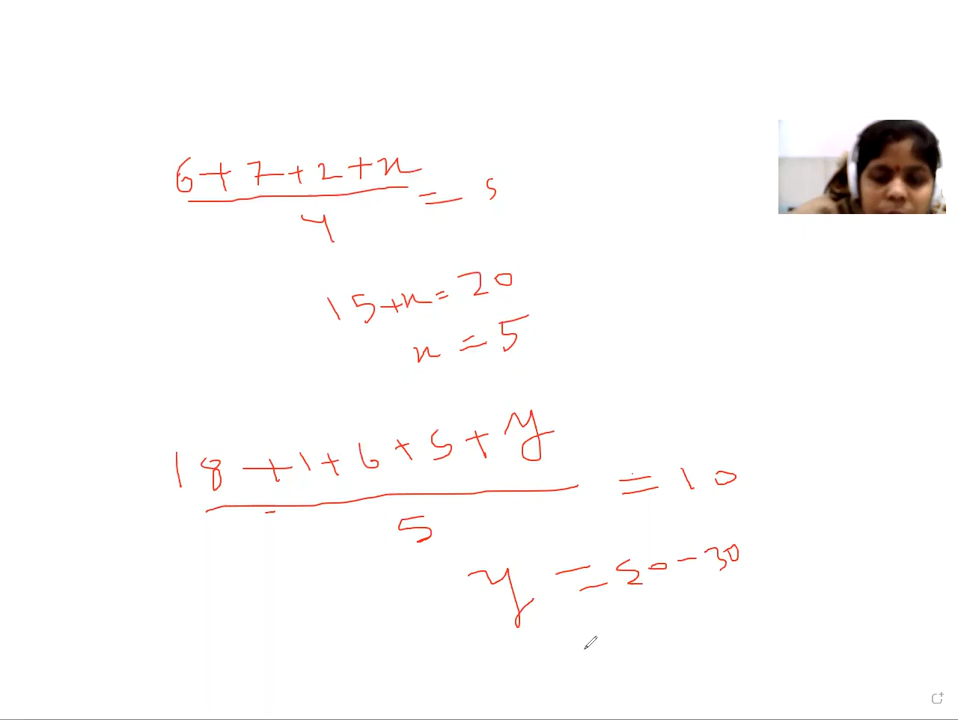 6+7+2+x
4
= 5
15+x=20
x = 5
18+1+6+5+y
5
= 10
y = 50-30